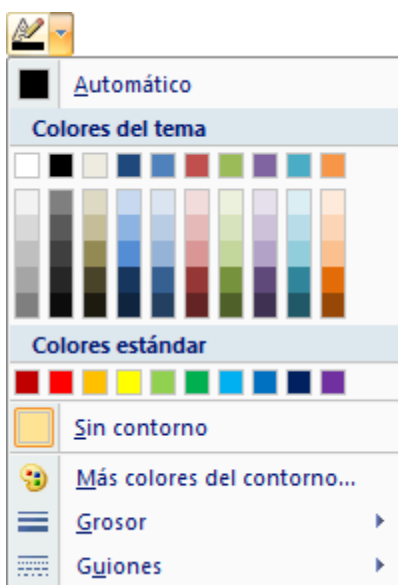 Automático
Colores del tema
Colores estándar
Sin contorno
Más colores del contorno...
Grosor
Guiones